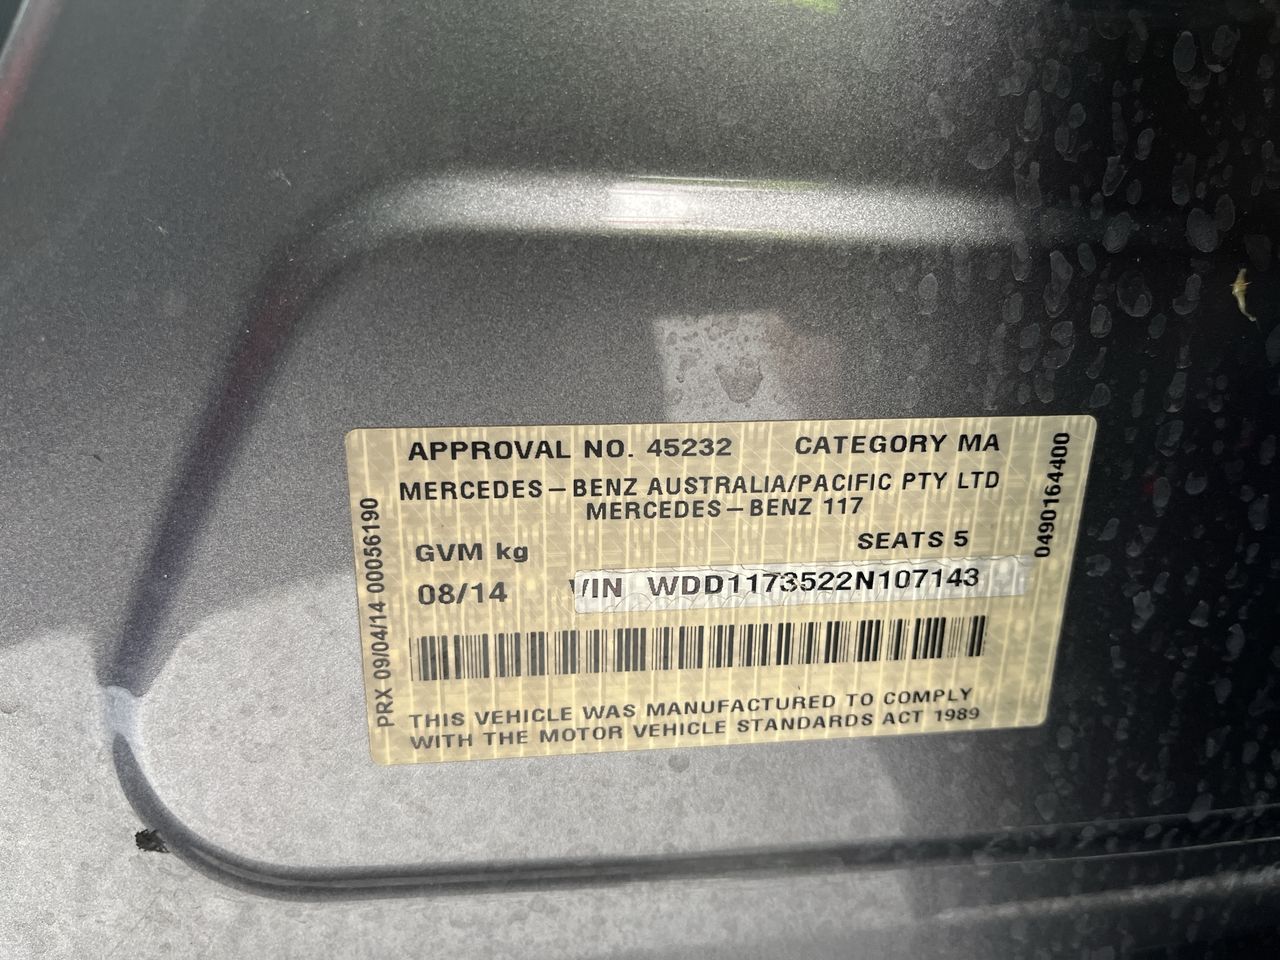 APPROVAL NO. 45232 CATEGORY MA
MERCEDES-BENZ AUSTRALIA/PACIFIC PTY LTD
MERCEDES-BENZ 117
GVM kg SEATS 5
08/14 VIN WDD1173522N107143
THIS VEHICLE WAS MANUFACTURED TO COMPLY
WITH THE MOTOR VEHICLE STANDARDS ACT 1989
PRX 09/04/14 00056190
0490164400